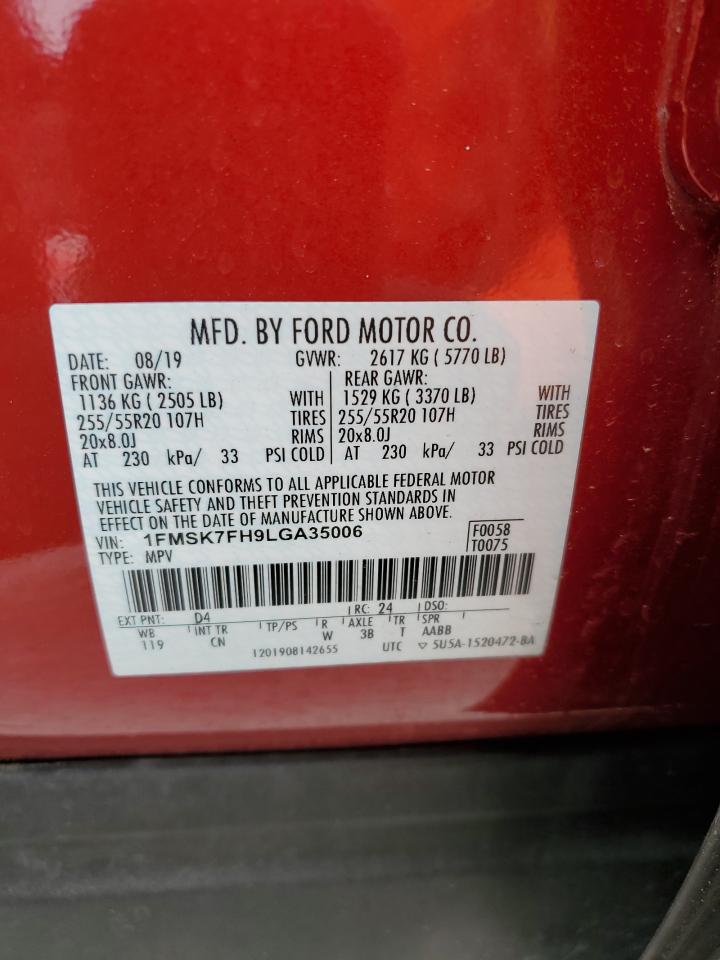 MFD. BY FORD MOTOR CO.
DATE: 08/19 GVWR: 2617 KG ( 5770 LB)
FRONT GAWR: REAR GAWR:
1136 KG ( 2505 LB) WITH 1529 KG ( 3370 LB) WITH
255/55R20 107H TIRES 255/55R20 107H TIRES
20x8.0J RIMS 20x8.0J RIMS
AT 230 kPa/ 33 PSI COLD AT 230 kPa/ 33 PSI COLD
THIS VEHICLE CONFORMS TO ALL APPLICABLE FEDERAL MOTOR
VEHICLE SAFETY AND THEFT PREVENTION STANDARDS IN
EFFECT ON THE DATE OF MANUFACTURE SHOWN ABOVE.
VIN: 1FMSK7FH9LGA35006 F0058
TYPE: MPV T0075
EXT PNT: D4 RC: 24 DSO:
WB INT TR TP/PS R AXLE TR SPR
119 CN W 3B T AABB
1201908142655 UTC ▽ 5U5A-1520472-BA